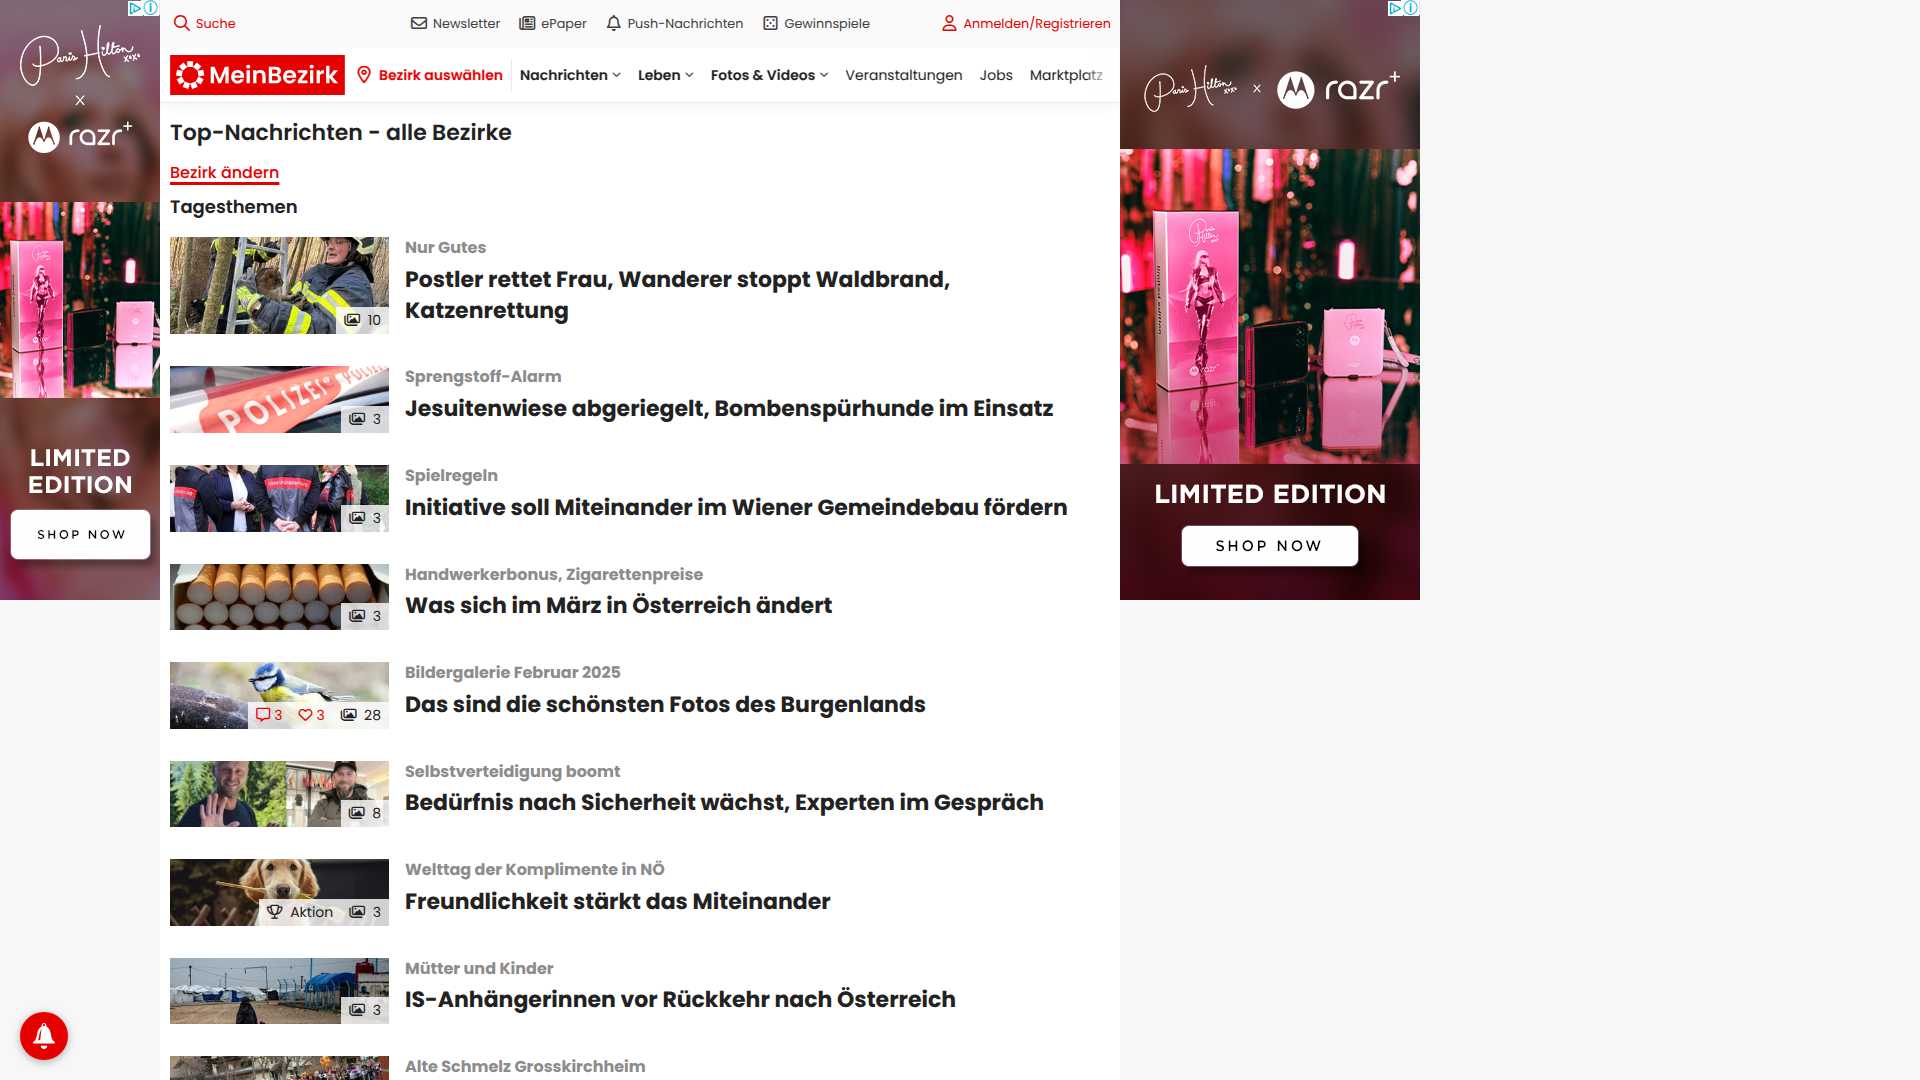 Suche
Newsletter
ePaper
Push-Nachrichten
Gewinnspiele
Anmelden/Registrieren
MeinBezirk
Bezirk auswählen
Nachrichten
Leben
Fotos & Videos
Veranstaltungen
Jobs
Marktplatz
Paris Hilton
xoxo
X
razr+
LIMITED
EDITION
SHOP NOW
Top-Nachrichten - alle Bezirke
Bezirk ändern
Tagesthemen
10
Nur Gutes
Postler rettet Frau, Wanderer stoppt Waldbrand,
Katzenrettung
POLIZEI
3
Sprengstoff-Alarm
Jesuitenwiese abgeriegelt, Bombenspürhunde im Einsatz
3
Spielregeln
Initiative soll Miteinander im Wiener Gemeindebau fördern
3
Handwerkerbonus, Zigarettenpreise
Was sich im März in Österreich ändert
3 3 28
Bildergalerie Februar 2025
Das sind die schönsten Fotos des Burgenlands
8
Selbstverteidigung boomt
Bedürfnis nach Sicherheit wächst, Experten im Gespräch
Aktion 3
Welttag der Komplimente in NÖ
Freundlichkeit stärkt das Miteinander
3
Mütter und Kinder
IS-Anhängerinnen vor Rückkehr nach Österreich
Alte Schmelz Grosskirchheim
Paris Hilton
xoxo
X
razr+
razr+
LIMITED EDITION
SHOP NOW